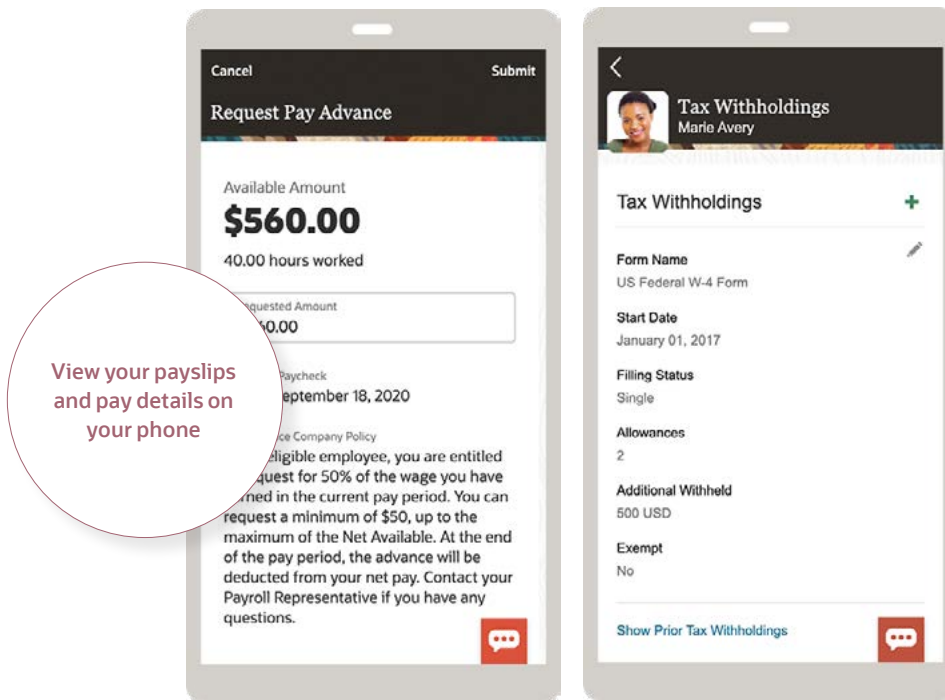 Cancel Submit
Request Pay Advance
Available Amount
$560.00
40.00 hours worked
Amount
0.00
Paycheck
18, 2020
Company Policy
eligible employee, you are entitled
for 50% of the wage you have
in the current pay period. You can
request a minimum of $50, up to the
maximum of the Net Available. At the end
of the pay period, the advance will be
deducted from your net pay. Contact your
Payroll Representative if you have any
questions.
View your payslips
and pay details on
your phone
Tax Withholdings
Marie Avery
Tax Withholdings
Form Name
US Federal W-4 Form
Start Date
January 01, 2017
Filling Status
Single
Allowances
2
Additional Withheld
500 USD
Exempt
No
Show Prior Tax Withholdings